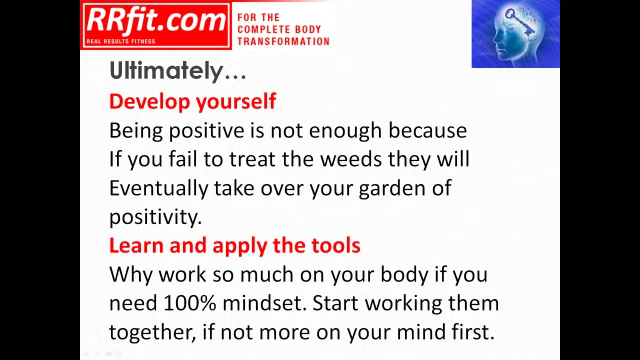 RRfit.com
REAL RESULTS FITNESS
FOR THE
COMPLETE BODY
TRANSFORMATION
Ultimately...
Develop yourself
Being positive is not enough because
If you fail to treat the weeds they will
Eventually take over your garden of
positivity.
Learn and apply the tools
Why work so much on your body if you
need 100% mindset. Start working them
together, if not more on your mind first.